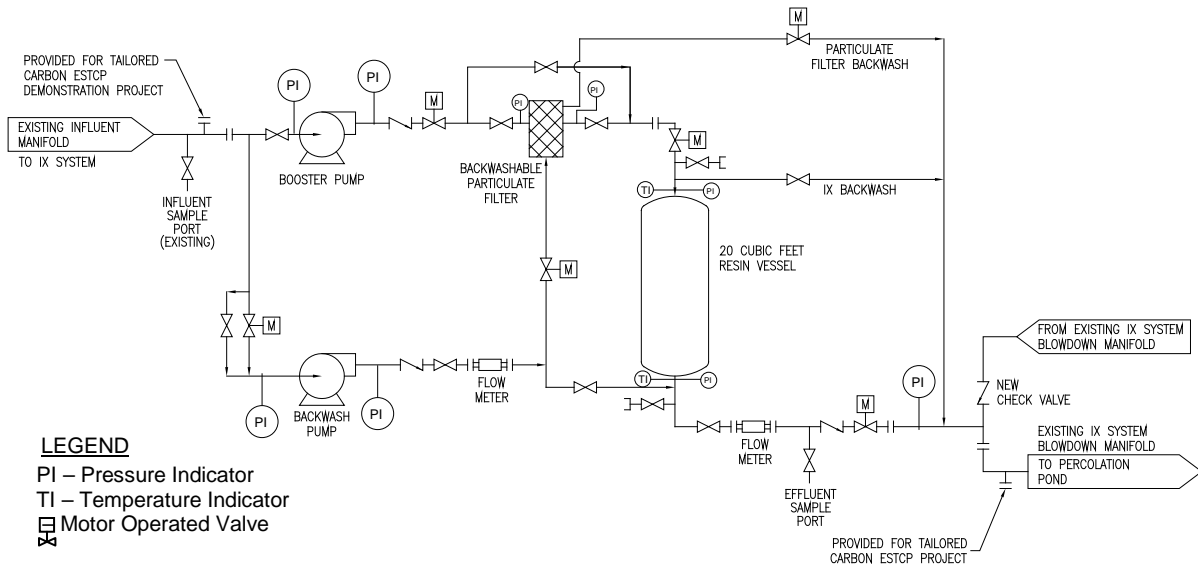 PROVIDED FOR TAILORED
CARBON ESTCP
DEMONSTRATION PROJECT
EXISTING INFLUENT
MANIFOLD
TO IX SYSTEM
INFLUENT
SAMPLE
PORT
(EXISTING)
PI
BOOSTER PUMP
PI
M
PI
BACKWASHABLE
PARTICULATE
FILTER
PI
M
PARTICULATE
FILTER BACKWASH
M
IX BACKWASH
TI
PI
20 CUBIC FEET
RESIN VESSEL
M
M
PI
BACKWASH
PUMP
PI
FLOW
METER
TI
PI
FLOW
METER
EFFLUENT
SAMPLE
PORT
M
PI
FROM EXISTING IX SYSTEM
BLOWDOWN MANIFOLD
NEW
CHECK VALVE
EXISTING IX SYSTEM
BLOWDOWN MANIFOLD
TO PERCOLATION
POND
PROVIDED FOR TAILORED
CARBON ESTCP PROJECT
LEGEND
PI – Pressure Indicator
TI – Temperature Indicator
Motor Operated Valve